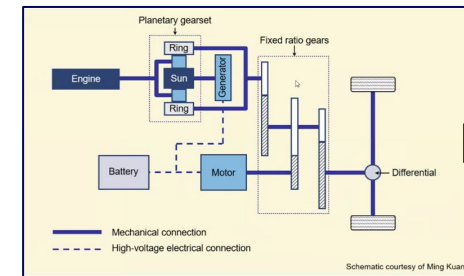 Planetary gearset
Fixed ratio gears
Ring
Engine
Sun
Generator
Ring
Battery
Motor
Differential
Mechanical connection
High-voltage electrical connection
Schematic courtesy of Ming Kuan